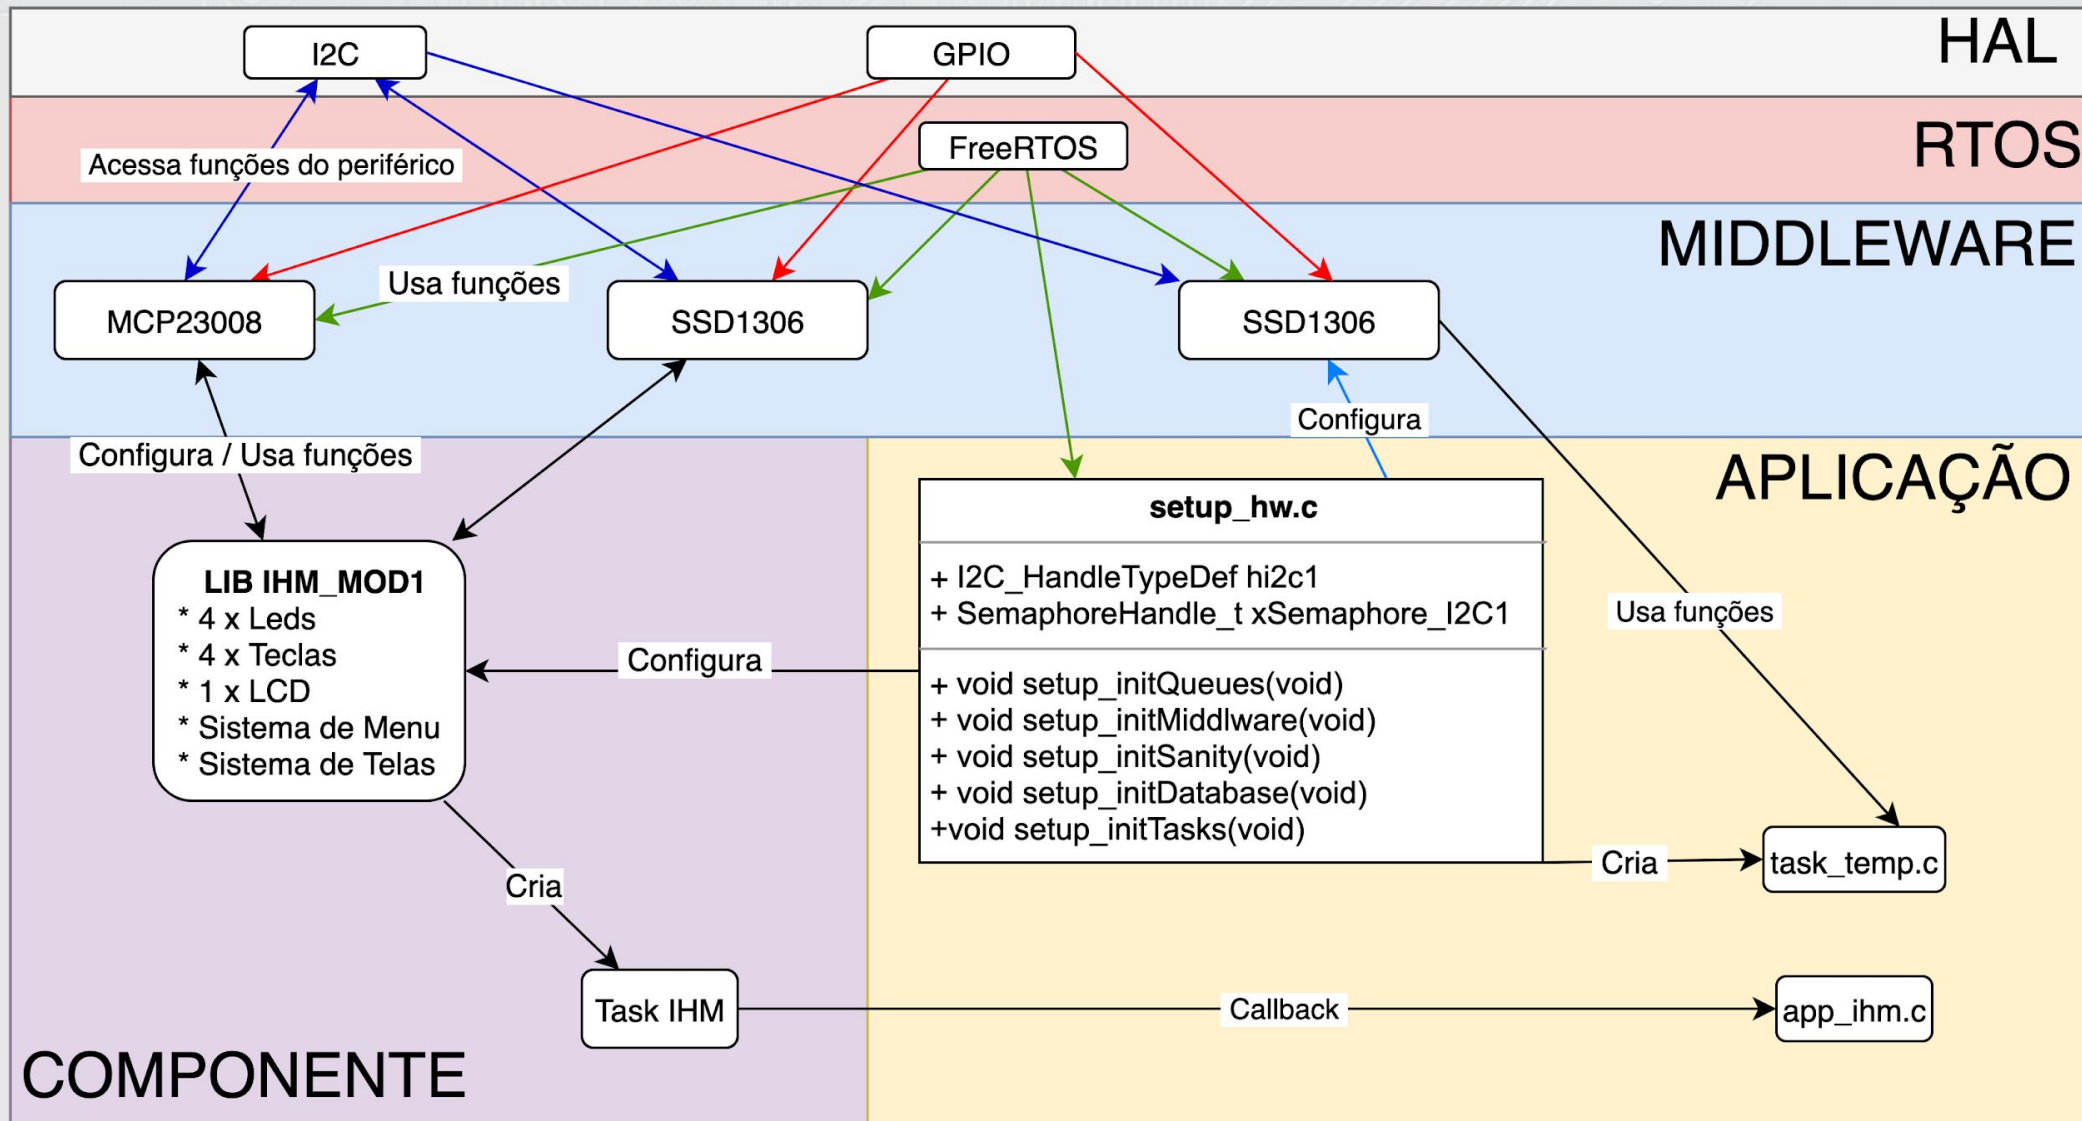 HAL
I2C
GPIO
RTOS
FreeRTOS
Acessa funções do periférico
MIDDLEWARE
Usa funções
MCP23008
SSD1306
SSD1306
Configura
Configura / Usa funções
APLICAÇÃO
setup_hw.c
+ I2C_HandleTypeDef hi2c1
+ SemaphoreHandle_t xSemaphore_I2C1
+ void setup_initQueues(void)
+ void setup_initMiddlware(void)
+ void setup_initSanity(void)
+ void setup_initDatabase(void)
+void setup_initTasks(void)
LIB IHM_MOD1
* 4 x Leds
* 4 x Teclas
* 1 x LCD
* Sistema de Menu
* Sistema de Telas
Configura
Usa funções
Cria
task_temp.c
Cria
Task IHM
Callback
app_ihm.c
COMPONENTE